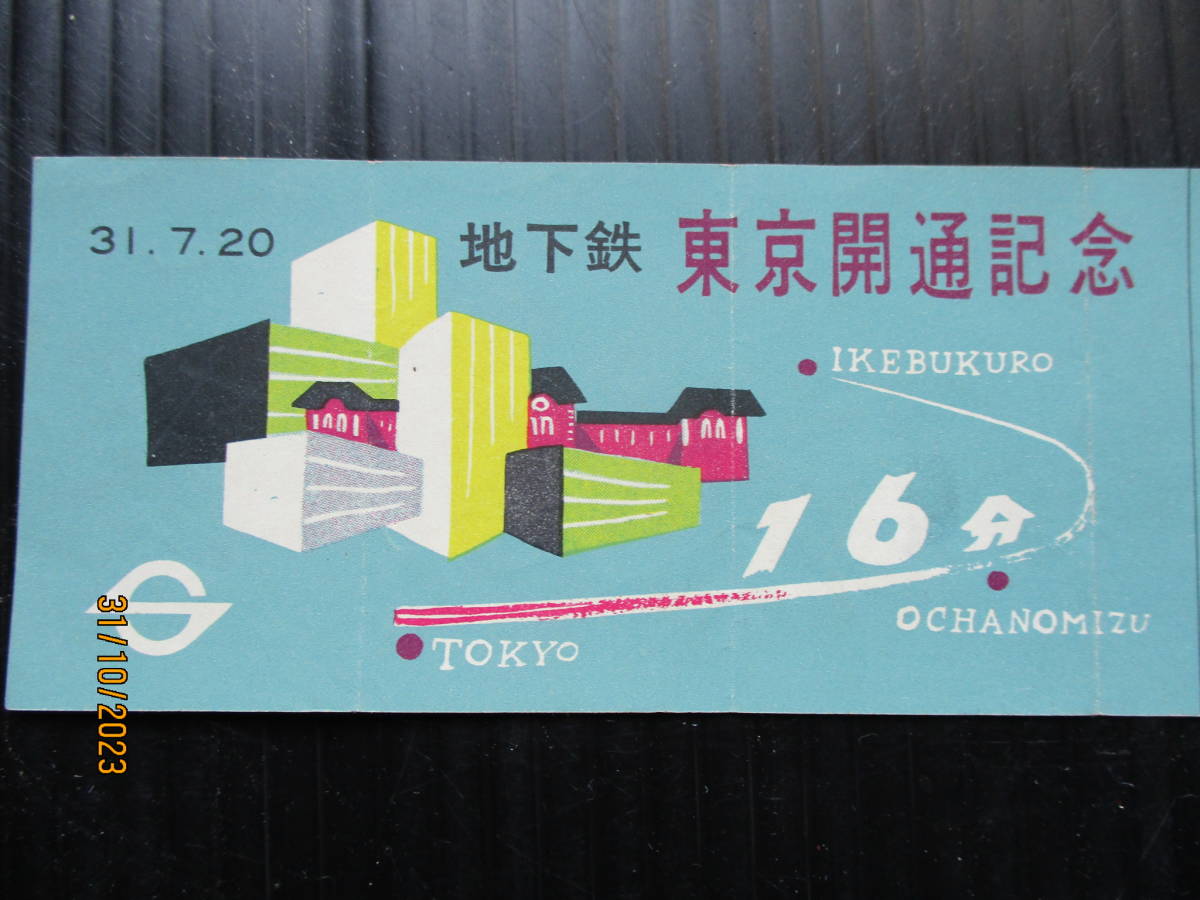 31.7.20
地下鉄 東京開通記念
IKEBUKURO
16分
OCHANOMIZU
TOKYO
31/10/2023